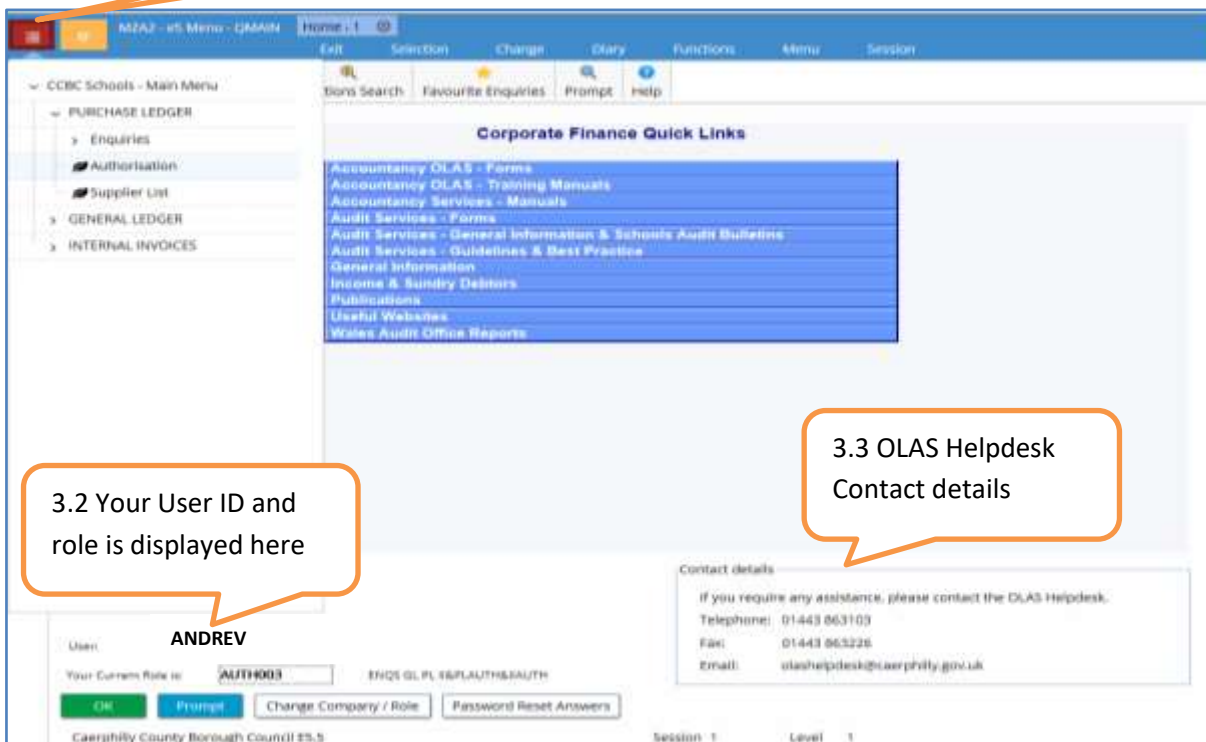 MZA2 - e5 Menu - QMAIN
Home - 1
Exit Selection Change Diary Functions Menu Session
CCBC Schools - Main Menu
tions Search Favourite Enquiries Prompt Help
PURCHASE LEDGER
Enquiries
Authorisation
Supplier List
GENERAL LEDGER
INTERNAL INVOICES
Corporate Finance Quick Links
Accountancy OLAS - Forms
Accountancy OLAS - Training Manuals
Accountancy Services - Manuals
Audit Services - Forms
Audit Services - General Information & Schools Audit Bulletins
Audit Services - Guidelines & Best Practice
General Information
Income & Sundry Debtors
Publications
Useful Websites
Wales Audit Office Reports
3.3 OLAS Helpdesk
Contact details
3.2 Your User ID and
role is displayed here
Contact details
If you require any assistance, please contact the OLAS Helpdesk.
Telephone: 01443 863103
Fax: 01443 863226
Email: olashelpdesk@caerphilly.gov.uk
User: ANDREV
Your Current Role is: AUTH003
OK Prompt Change Company / Role Password Reset Answers
Caerphilly County Borough Council E5.5
Session 1 Level 1